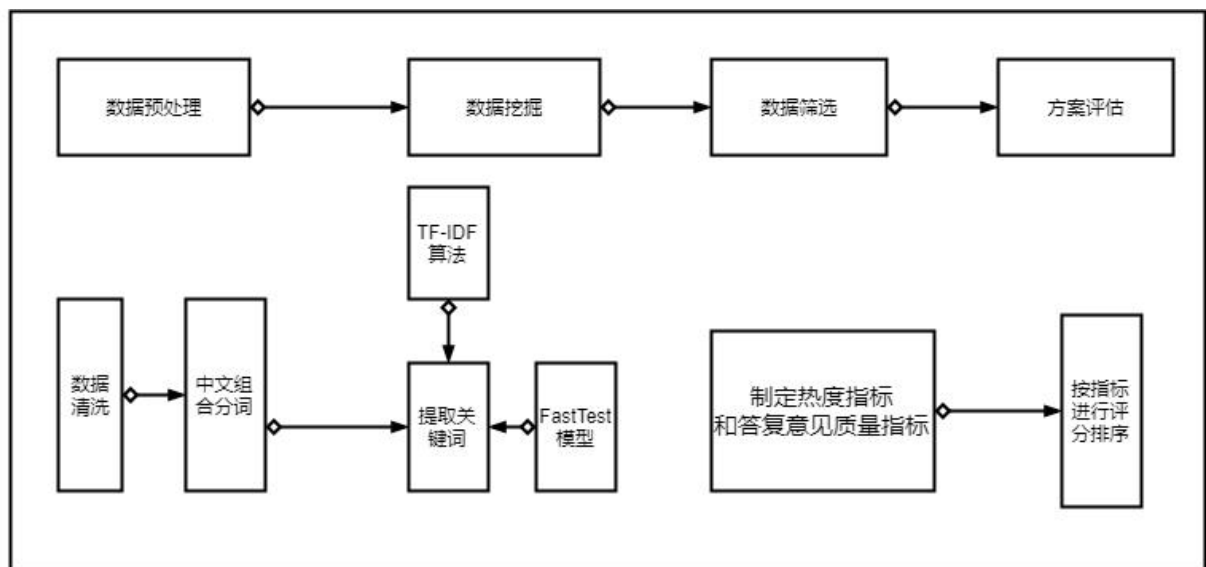 数据预处理
数据挖掘
数据筛选
方案评估
TF-IDF
算法
数据
清洗
中文组
合分词
提取关
键词
FastTest
模型
制定热度指标
和答复意见质量指标
按指标
进行评
分排序